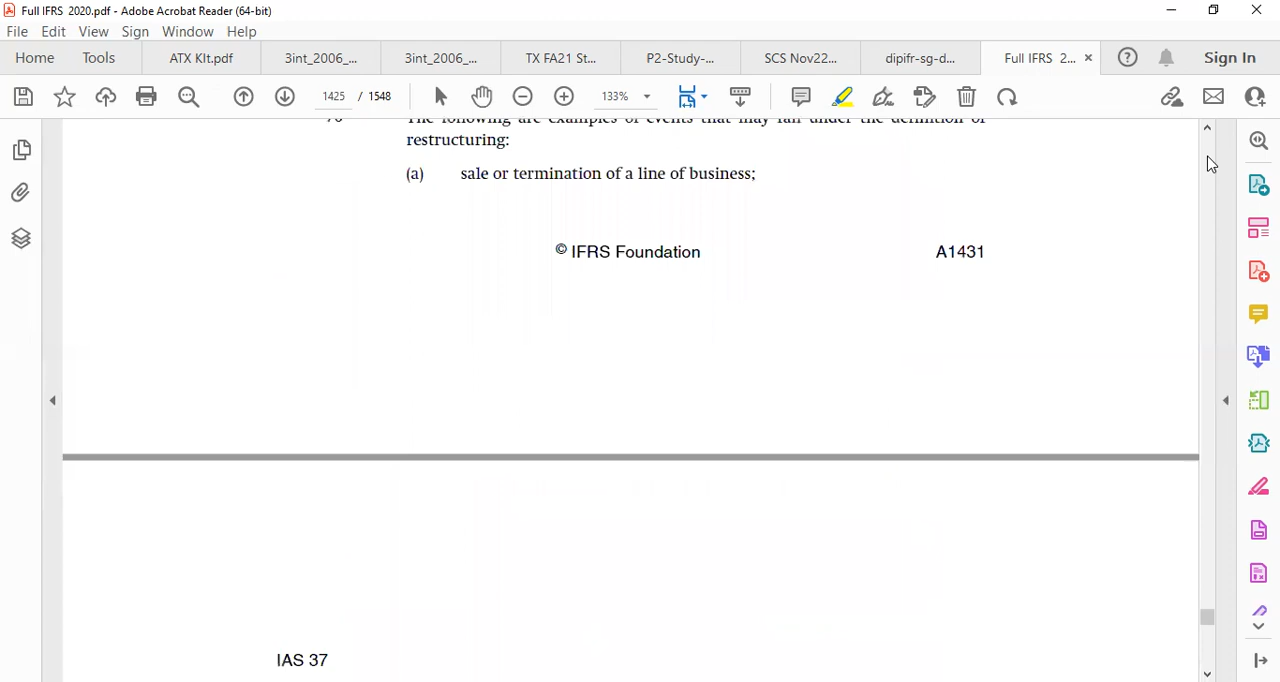 Full IFRS 2020.pdf - Adobe Acrobat Reader (64-bit)
File Edit View Sign Window Help
Home Tools ATX KIt.pdf 3int_2006_... 3int_2006_... TX FA21 St... P2-Study-... SCS Nov22... dipifr-sg-d... Full IFRS 2... Sign In
1425 / 1548 133%
70 The following are examples of events that may fall under the definition of
restructuring:
(a) sale or termination of a line of business;
© IFRS Foundation A1431
IAS 37